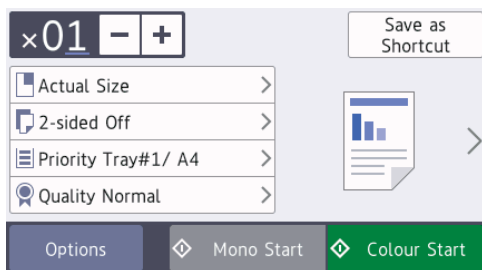 ×01 - +
Save as
Shortcut
Actual Size
2-sided Off
Priority Tray#1/ A4
Quality Normal
Options
Mono Start
Colour Start